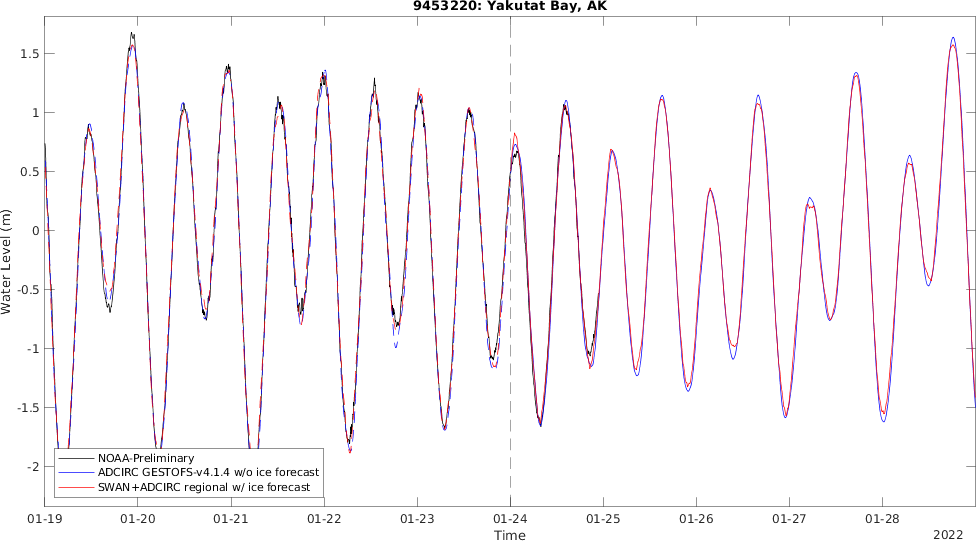 9453220: Yakutat Bay, AK
Water Level (m)
1.5
1
0.5
0
-0.5
-1
-1.5
-2
NOAA-Preliminary
ADCIRC GESTOFS-v4.1.4 w/o ice forecast
SWAN+ADCIRC regional w/ ice forecast
01-19 01-20 01-21 01-22 01-23 01-24 01-25 01-26 01-27 01-28
Time
2022